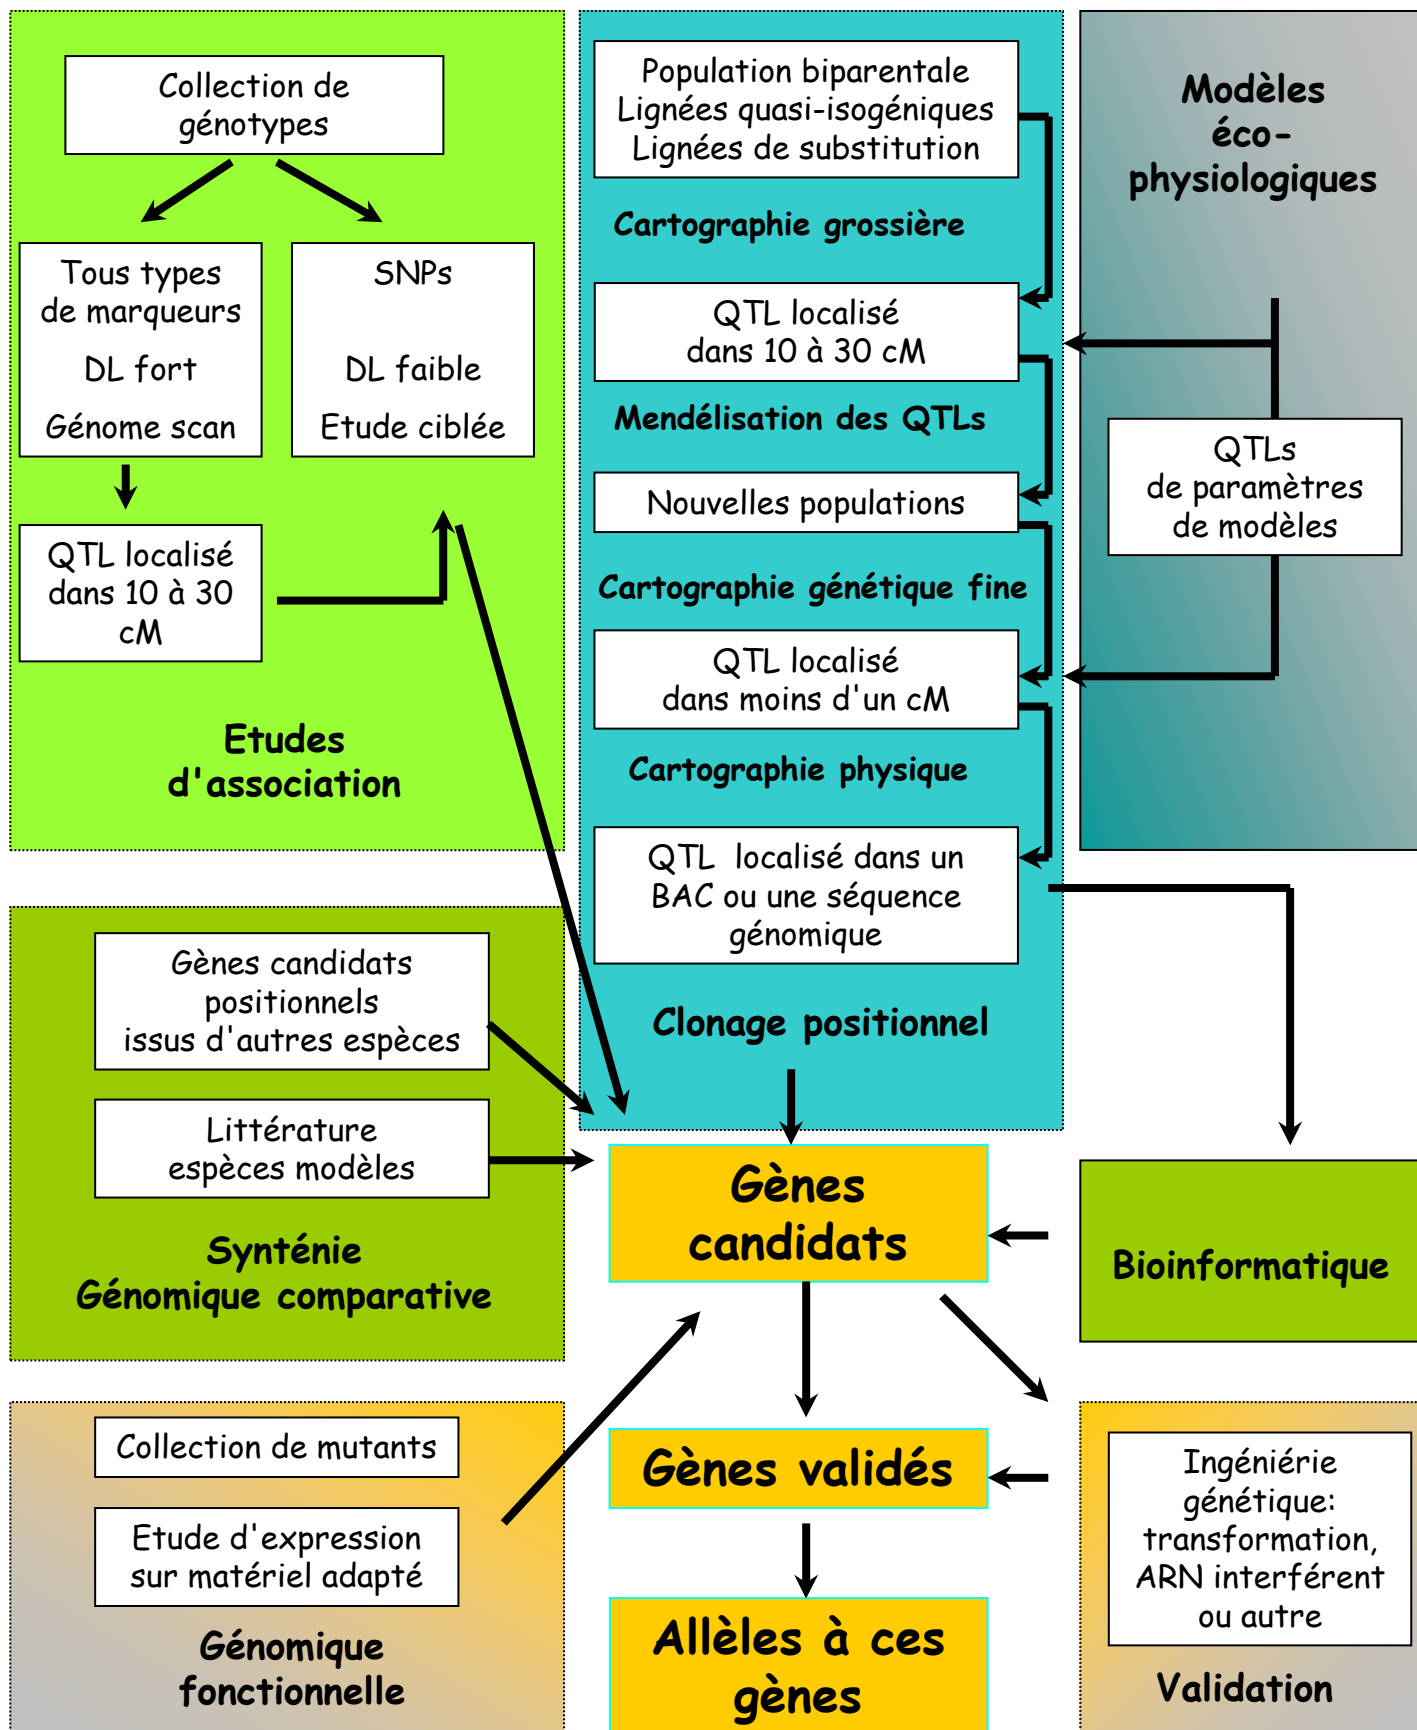 Collection de
génotypes
Tous types
de marqueurs
DL fort
Génome scan
SNPs
DL faible
Etude ciblée
QTL localisé
dans 10 à 30
cM
Etudes
d'association
Population biparentale
Lignées quasi-isogéniques
Lignées de substitution
Cartographie grossière
QTL localisé
dans 10 à 30 cM
Mendélisation des QTLs
Nouvelles populations
Cartographie génétique fine
QTL localisé
dans moins d'un cM
Cartographie physique
QTL localisé dans un
BAC ou une séquence
génomique
Clonage positionnel
Modèles
éco-
physiologiques
QTLs
de paramètres
de modèles
Gènes candidats
positionnels
issus d'autres espèces
Littérature
espèces modèles
Synténie
Génomique comparative
Gènes
candidats
Bioinformatique
Collection de mutants
Etude d'expression
sur matériel adapté
Génomique
fonctionnelle
Gènes validés
Allèles à ces
gènes
Ingéniérie
génétique:
transformation,
ARN interférent
ou autre
Validation